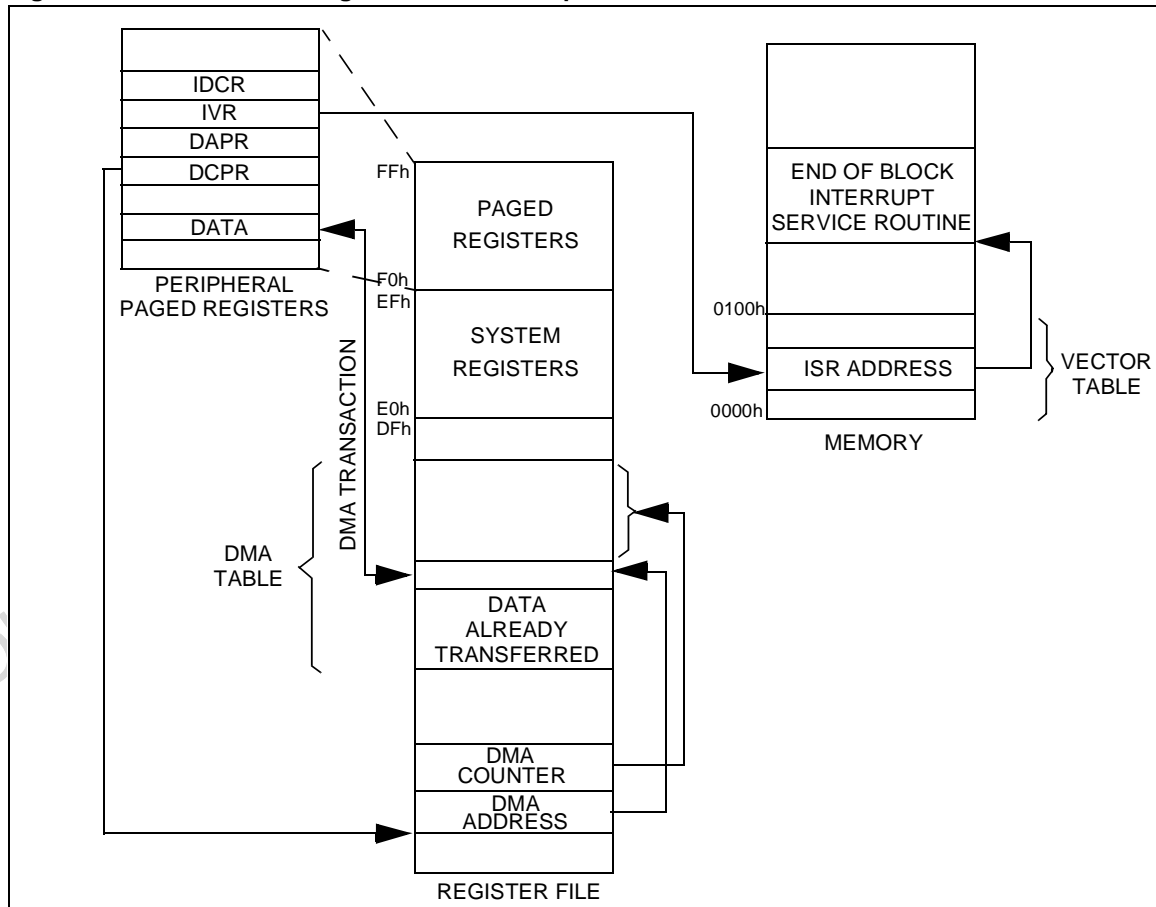 IDCR
IVR
DAPR
DCPR
DATA
PERIPHERAL
PAGED REGISTERS
DMA TRANSACTION
DMA
TABLE
FFh
F0h
EFh
E0h
DFh
PAGED
REGISTERS
SYSTEM
REGISTERS
DATA
ALREADY
TRANSFERRED
DMA
COUNTER
DMA
ADDRESS
REGISTER FILE
END OF BLOCK
INTERRUPT
SERVICE ROUTINE
0100h
ISR ADDRESS
0000h
MEMORY
VECTOR
TABLE